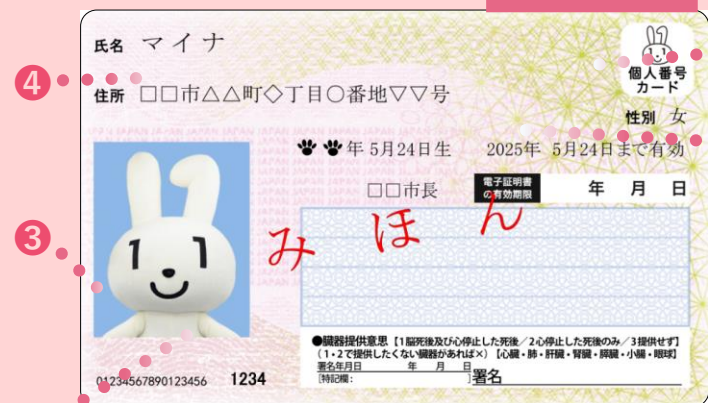 氏名 マイナ
個人番号
カード
❹
住所 □□市△△町◇丁目○番地▽▽号
性別 女
年 5月24日生 2025年 5月24日まで有効
□□市長 電子証明書の有効期限 年 月 日
みほん
❸
●臓器提供意思【1脳死後及び心停止した死後/2心停止した死後のみ/3提供せず】
(1・2で提供したくない臓器があれば×)【心臓・肺・肝臓・腎臓・膵臓・小腸・眼球】
署名年月日 年 月 日
[特記欄: ] 署名
01234567890123456 1234